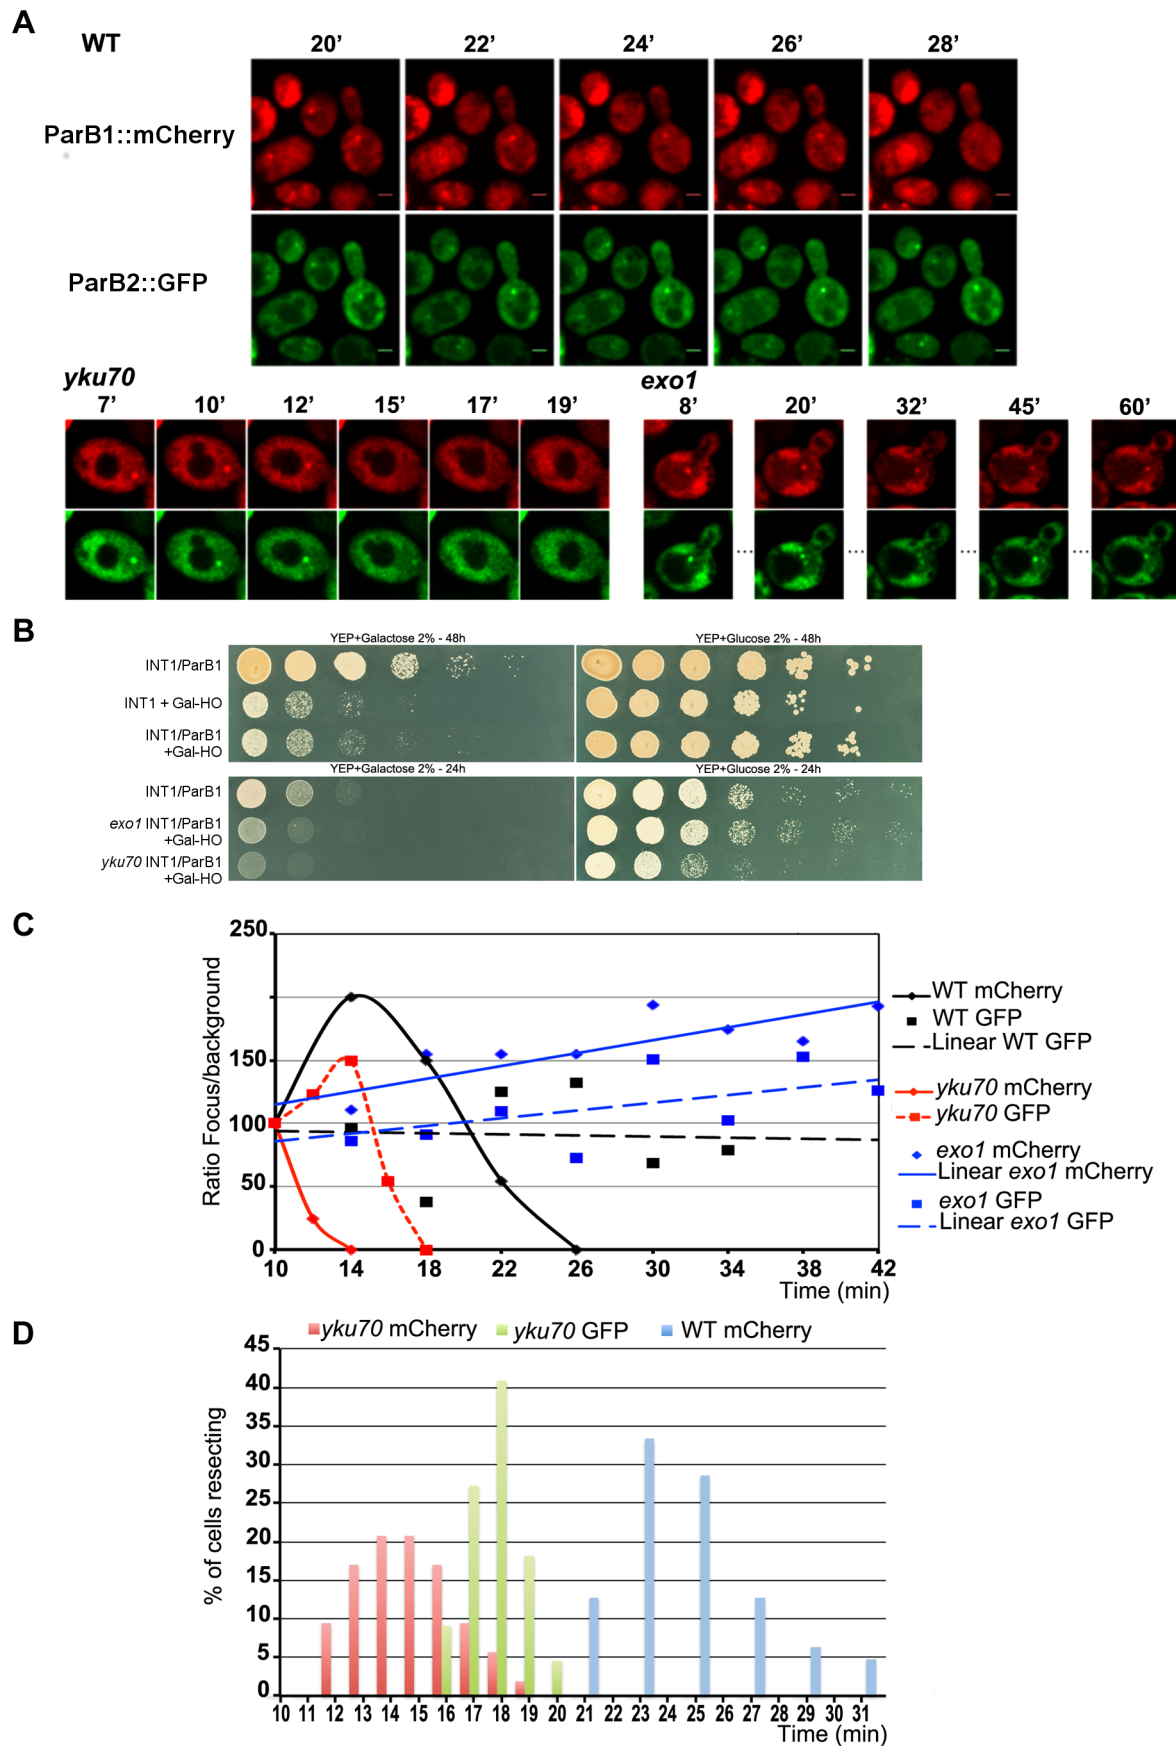 A
WT
20’ 22’ 24’ 26’ 28’
ParB1::mCherry
ParB2::GFP
yku70
exo1
7’ 10’ 12’ 15’ 17’ 19’ 8’ 20’ 32’ 45’ 60’
... ... ... ...
B
YEP+Galactose 2% - 48h YEP+Glucose 2% - 48h
INT1/ParB1
INT1 + Gal-HO
INT1/ParB1
+Gal-HO
YEP+Galactose 2% - 24h YEP+Glucose 2% - 24h
INT1/ParB1
exo1 INT1/ParB1
+Gal-HO
yku70 INT1/ParB1
+Gal-HO
C
Ratio Focus/background
250
150
100
50
0
10 14 18 22 26 30 34 38 42
Time (min)
WT mCherry
WT GFP
Linear WT GFP
yku70 mCherry
yku70 GFP
exo1 mCherry
Linear exo1 mCherry
exo1 GFP
Linear exo1 GFP
D
yku70 mCherry yku70 GFP WT mCherry
% of cells resecting
45
40
35
30
25
20
15
10
5
0
10 11 12 13 14 15 16 17 18 19 20 21 22 23 24 25 26 27 28 29 30 31
Time (min)